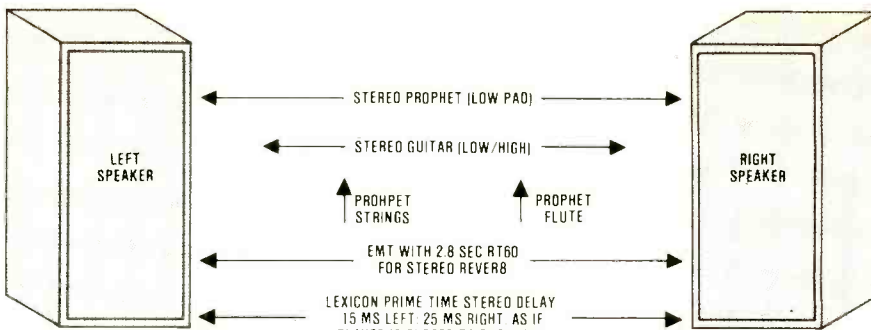 STEREO PROPHET (LOW PAD)
LEFT
SPEAKER
STEREO GUITAR (LOW/HIGH)
RIGHT
SPEAKER
PROHPET
STRINGS
PROPHET
FLUTE
EMT WITH 2.8 SEC RT60
FOR STEREO REVER8
LEXICON PRIME TIME STEREO DELAY
15 MS LEFT: 25 MS RIGHT, AS IF